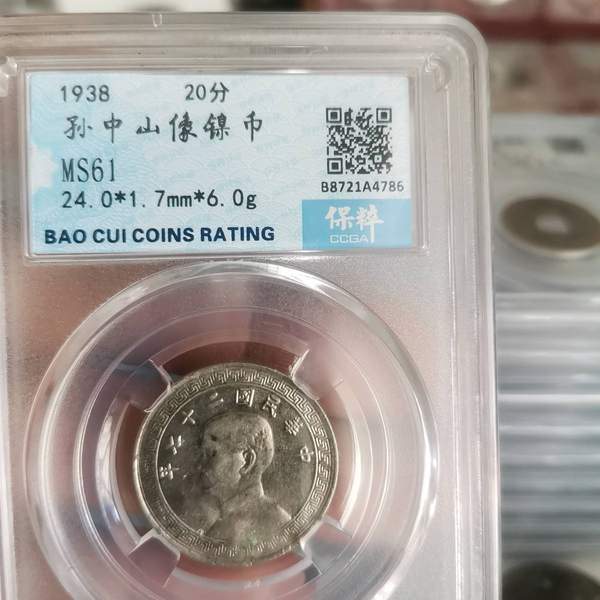 1938 20分
孙中山像镍币
MS61
24.0*1.7mm*6.0g
B8721A4786
BAO CUI COINS RATING
保粹
CCGA
年七十二國民華中